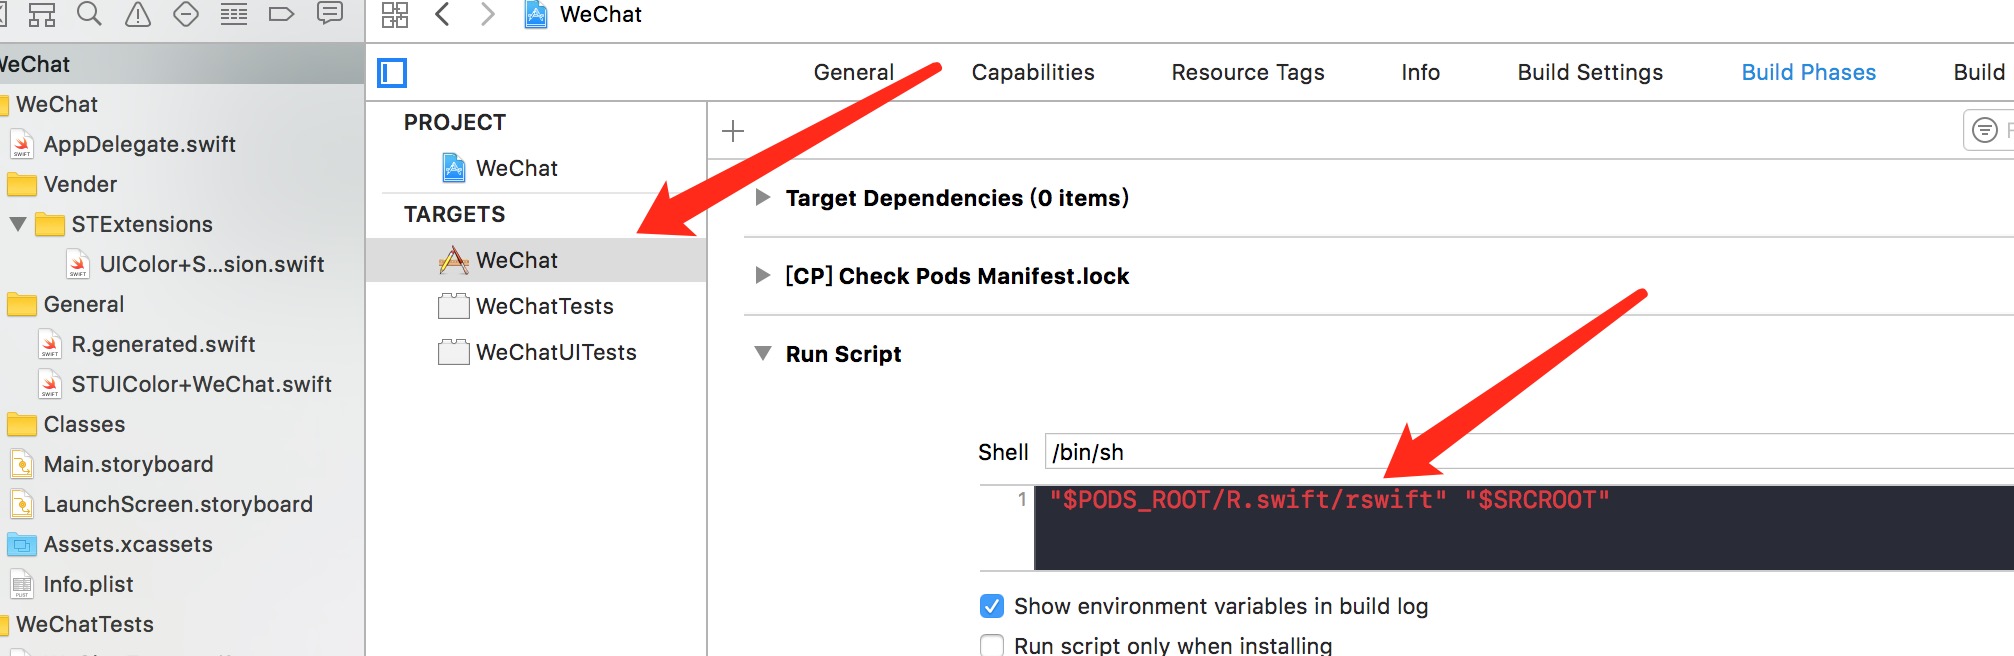 WeChat
General Capabilities Resource Tags Info Build Settings Build Phases Build
WeChat
WeChat
AppDelegate.swift
Vender
STExtensions
UIColor+S...sion.swift
General
R.generated.swift
STUIColor+WeChat.swift
Classes
Main.storyboard
LaunchScreen.storyboard
Assets.xcassets
Info.plist
WeChatTests
PROJECT
WeChat
TARGETS
WeChat
WeChatTests
WeChatUITests
Target Dependencies (0 items)
[CP] Check Pods Manifest.lock
Run Script
Shell /bin/sh
1 "$PODS_ROOT/R.swift/rswift" "$SRCROOT"
Show environment variables in build log
Run script only when installing